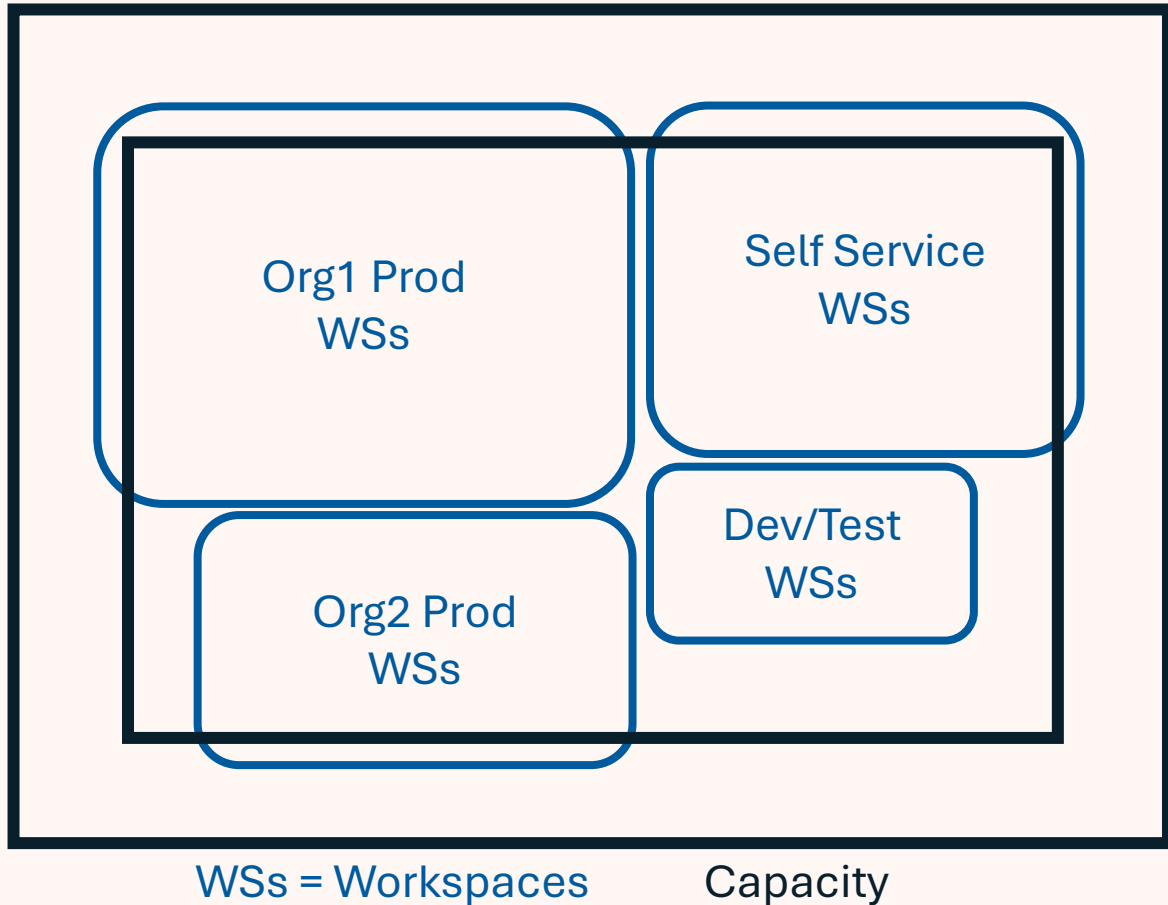 Org1 Prod
WSs
Self Service
WSs
Org2 Prod
WSs
Dev/Test
WSs
WSs = Workspaces
Capacity